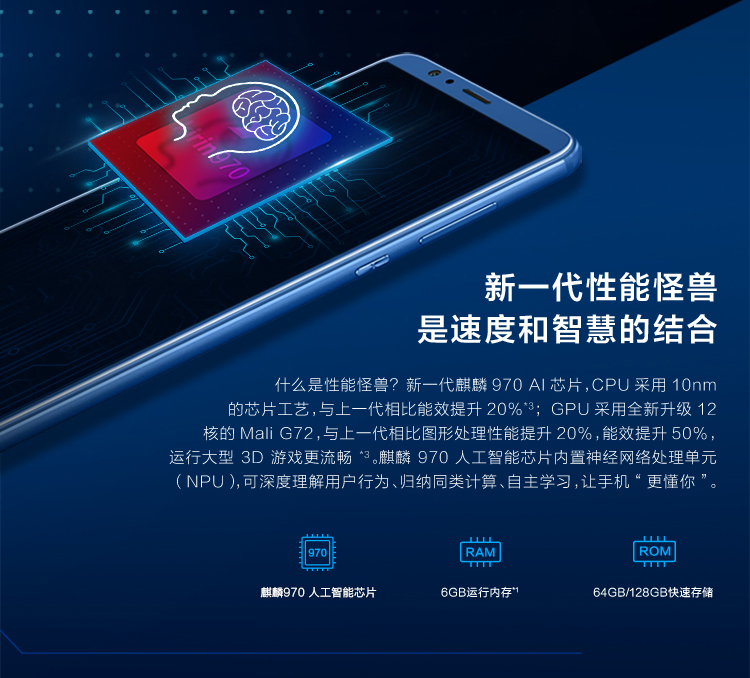 rin970
新一代性能怪兽
是速度和智慧的结合
什么是性能怪兽？新一代麒麟 970 AI 芯片，CPU 采用 10nm
的芯片工艺，与上一代相比能效提升 20%*3；GPU 采用全新升级 12
核的 Mali G72，与上一代相比图形处理性能提升 20%，能效提升 50%，
运行大型 3D 游戏更流畅 *3。麒麟 970 人工智能芯片内置神经网络处理单元
（NPU），可深度理解用户行为、归纳同类计算、自主学习，让手机“更懂你”。
970
RAM
ROM
麒麟970 人工智能芯片
6GB运行内存*1
64GB/128GB快速存储